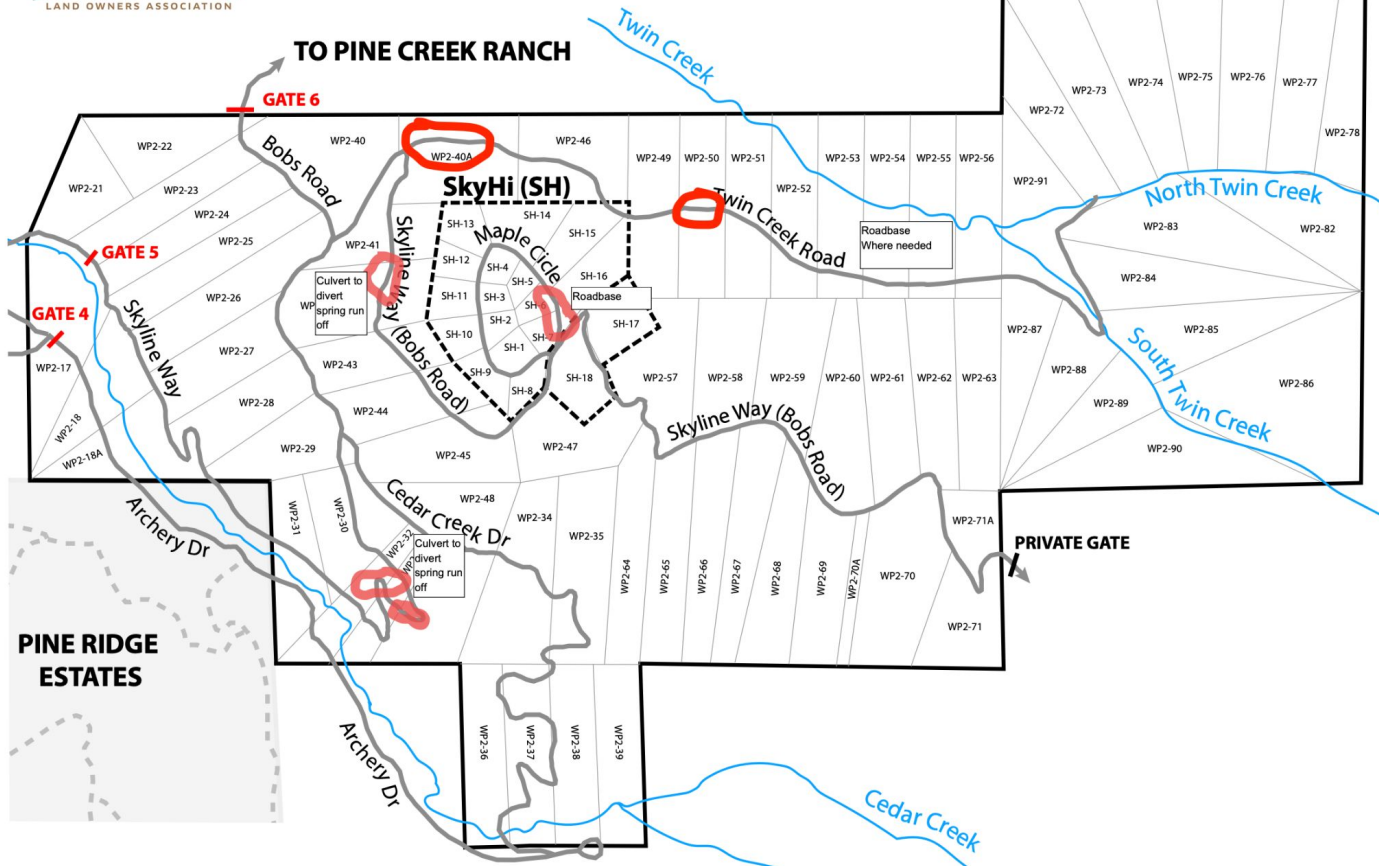 LAND OWNERS ASSOCIATION
TO PINE CREEK RANCH
GATE 6
Twin Creek
WP2-72
WP2-73
WP2-74
WP2-75
WP2-76
WP2-77
WP2-78
WP2-91
WP2-21
WP2-22
WP2-23
WP2-24
WP2-25
WP2-26
WP2-27
WP2-28
WP2-29
Bobs Road
WP2-40
WP2-40A
WP2-46
WP2-49
WP2-50
WP2-51
WP2-52
WP2-53
WP2-54
WP2-55
WP2-56
SkyHi (SH)
SH-13
SH-14
SH-15
Maple Cicle
SH-12
SH-4
SH-5
SH-16
SH-11
SH-3
SH-6
SH-10
SH-2
SH-7
SH-17
SH-1
SH-9
SH-8
SH-18
Twin Creek Road
Roadbase
Where needed
Roadbase
North Twin Creek
WP2-83
WP2-82
WP2-84
WP2-85
WP2-86
WP2-87
WP2-88
WP2-89
WP2-90
South Twin Creek
GATE 5
GATE 4
Skyline Way
WP2-17
WP2-18
WP2-18A
WP2-41
Culvert to
divert
spring run
off
Skyline Way (Bobs Road)
WP2-43
WP2-44
WP2-45
WP2-47
WP2-48
WP2-57
WP2-58
WP2-59
WP2-60
WP2-61
WP2-62
WP2-63
Skyline Way (Bobs Road)
Cedar Creek Dr
WP2-30
WP2-31
WP2-32
Culvert to
divert
spring run
off
WP2-34
WP2-35
WP2-64
WP2-65
WP2-66
WP2-67
WP2-68
WP2-69
WP2-70A
WP2-70
WP2-71A
WP2-71
PRIVATE GATE
Archery Dr
PINE RIDGE
ESTATES
Archery Dr
WP2-36
WP2-37
WP2-38
WP2-39
Cedar Creek